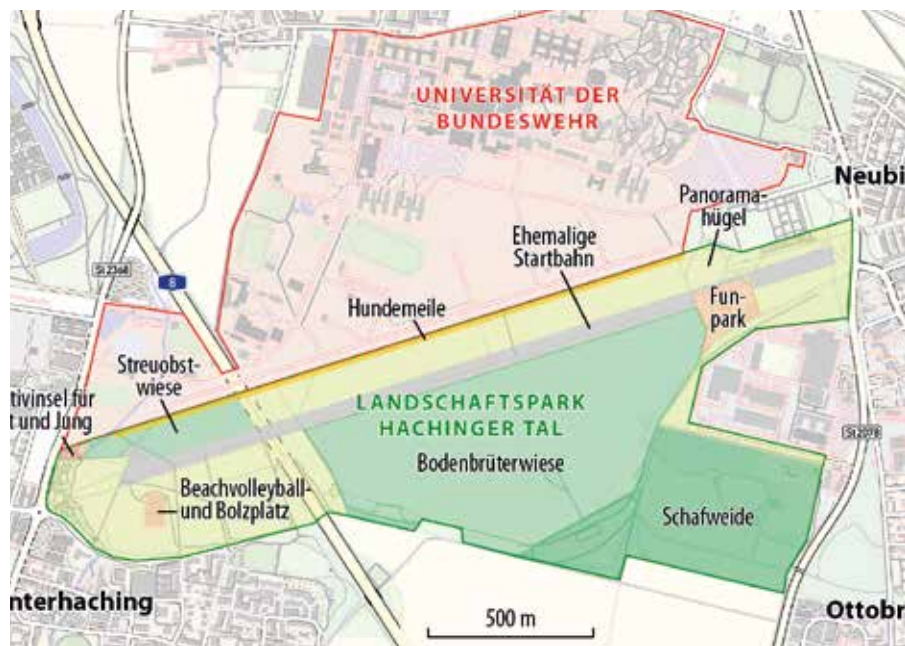 UNIVERSITÄT DER
BUNDESWEHR
Neubi
Panorama-
hügel
Ehemalige
Startbahn
St 2368
8
Fun-
park
Hundemeile
Streuobst-
wiese
tivinsel für
t und Jung
LANDSCHAFTSPARK
HACHINGER TAL
St 2078
Bodenbrüterwiese
Beachvolleyball-
und Bolzplatz
Schafweide
nterhaching
500 m
Ottobr